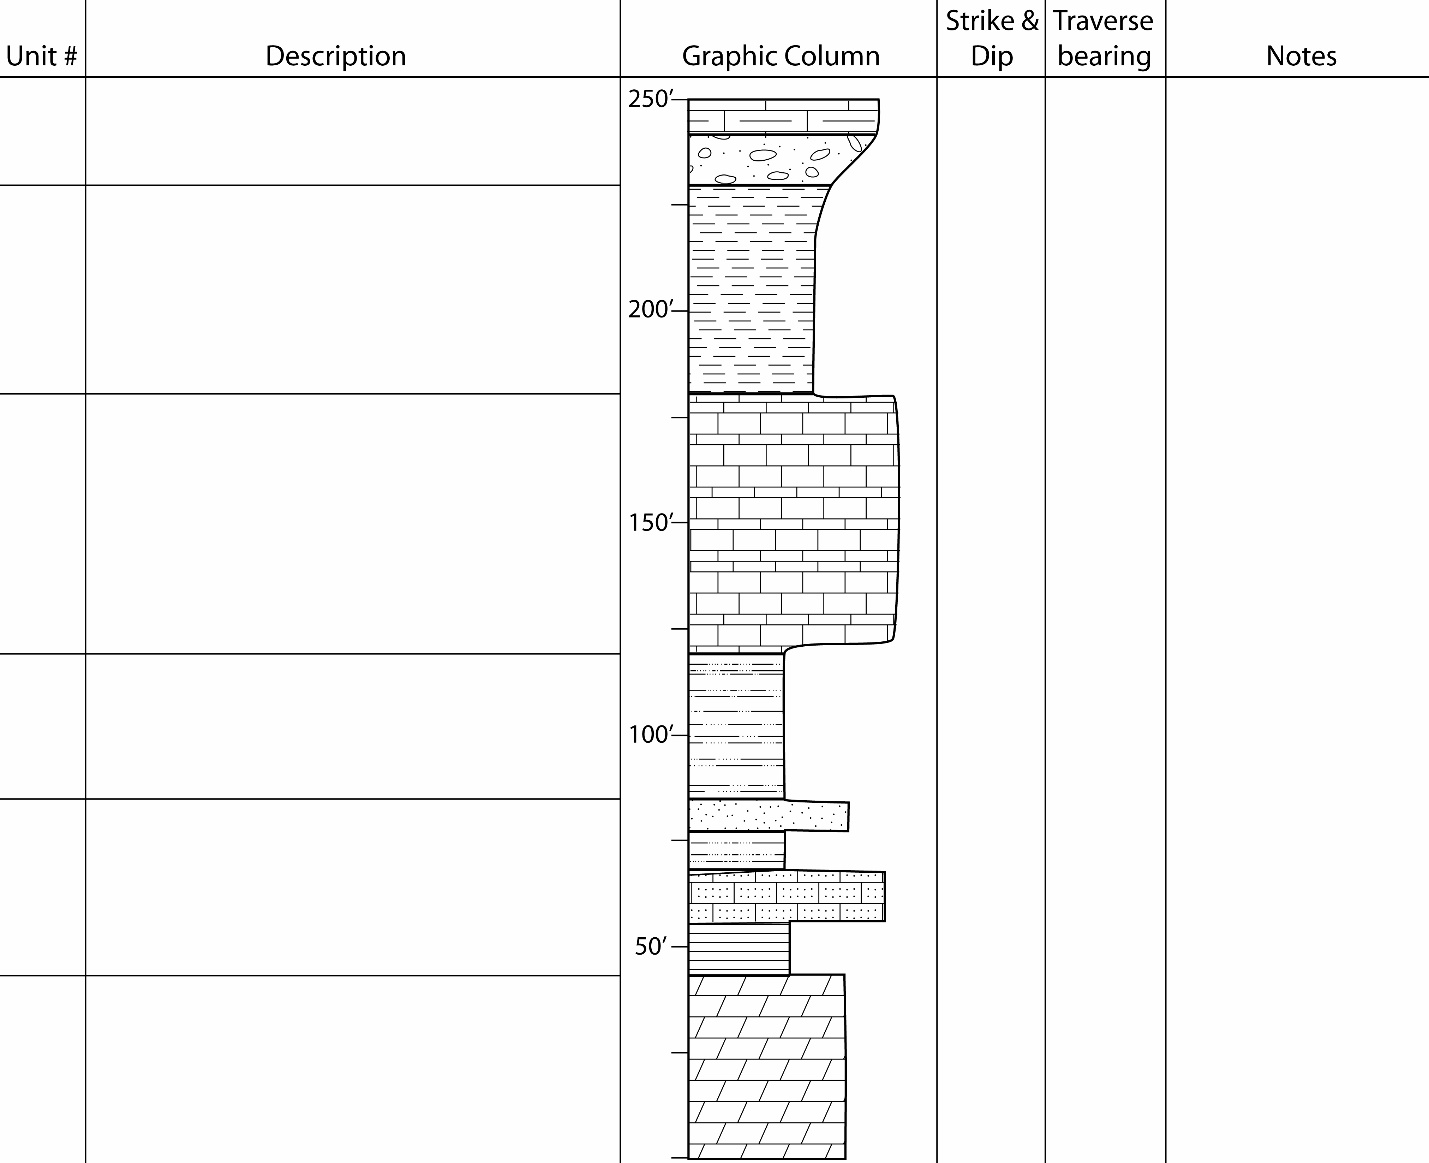 Unit #
Description
Graphic Column
Strike &
Dip
Traverse
bearing
Notes
250′
200′
150′
100′
50′